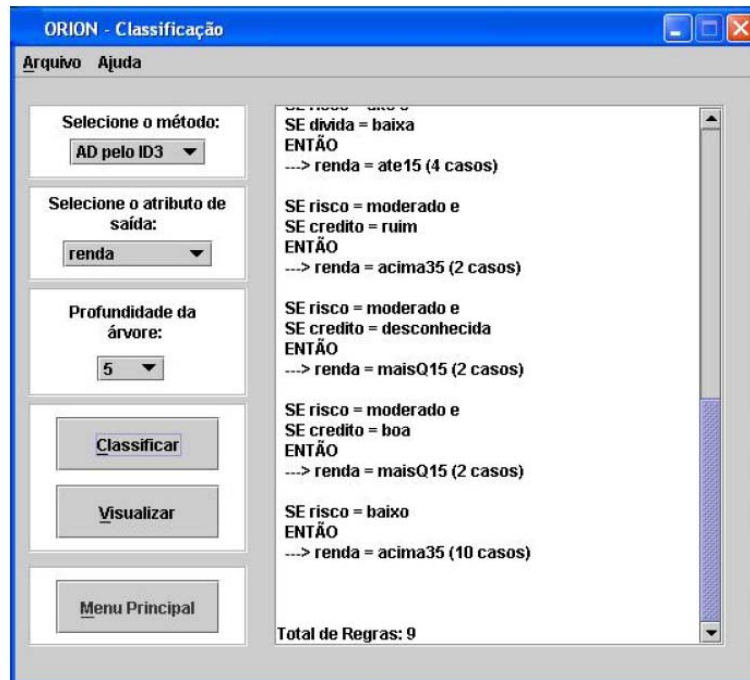 ORION - Classificação
Arquivo Ajuda
Selecione o método:
AD pelo ID3
Selecione o atributo de
saída:
renda
Profundidade da
árvore:
5
Classificar
Visualizar
Menu Principal
SE divida = baixa
ENTÃO
---> renda = ate15 (4 casos)
SE risco = moderado e
SE credito = ruim
ENTÃO
---> renda = acima35 (2 casos)
SE risco = moderado e
SE credito = desconhecida
ENTÃO
---> renda = maisQ15 (2 casos)
SE risco = moderado e
SE credito = boa
ENTÃO
---> renda = maisQ15 (2 casos)
SE risco = baixo
ENTÃO
---> renda = acima35 (10 casos)
Total de Regras: 9